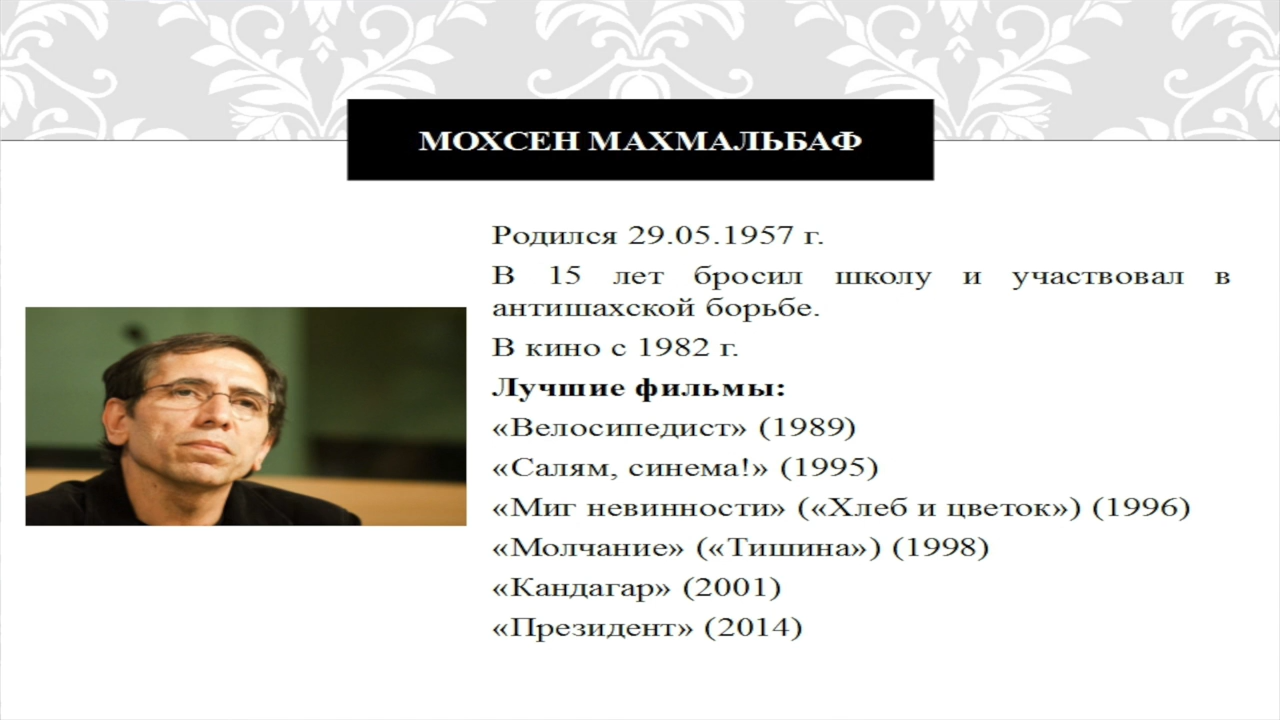 МОХСЕН МАХМАЛЬБАФ
Родился 29.05.1957 г.
В 15 лет бросил школу и участвовал в
антишахской борьбе.
В кино с 1982 г.
Лучшие фильмы:
«Велосипедист» (1989)
«Салям, синема!» (1995)
«Миг невинности» («Хлеб и цветок») (1996)
«Молчание» («Тишина») (1998)
«Кандагар» (2001)
«Президент» (2014)